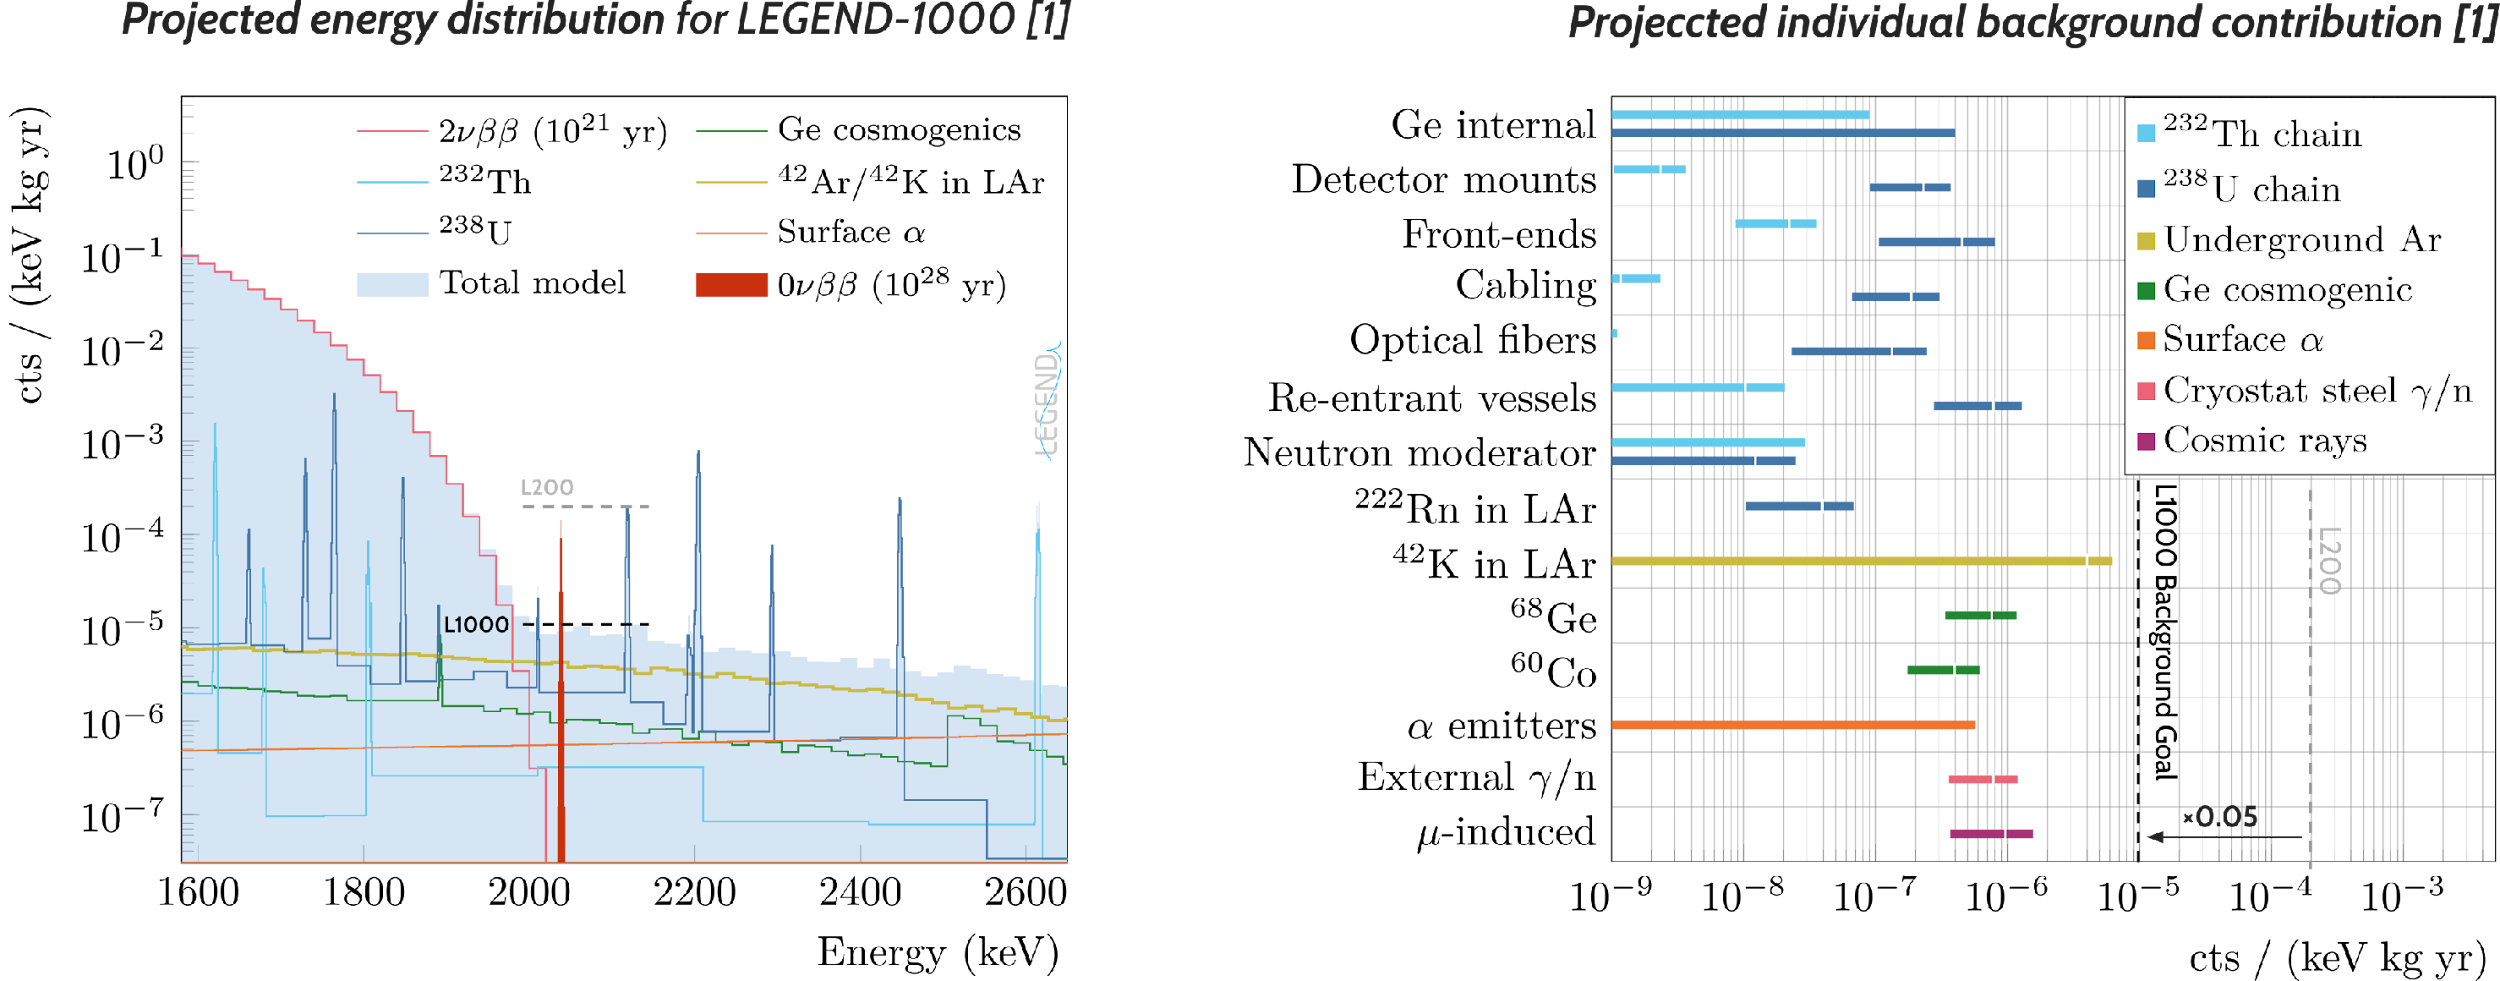 Projected energy distribution for LEGEND-1000 [1]
cts / (keV kg yr)
10⁰
10⁻¹
10⁻²
10⁻³
10⁻⁴
10⁻⁵
10⁻⁶
10⁻⁷
2νββ (10²¹ yr)
²³²Th
²³⁸U
Total model
Ge cosmogenics
⁴²Ar/⁴²K in LAr
Surface α
0νββ (10²⁸ yr)
LEGEND
L200
L1000
1600 1800 2000 2200 2400 2600
Energy (keV)
Projeccted individual background contribution [1]
Ge internal
Detector mounts
Front-ends
Cabling
Optical fibers
Re-entrant vessels
Neutron moderator
²²²Rn in LAr
⁴²K in LAr
⁶⁸Ge
⁶⁰Co
α emitters
External γ/n
μ-induced
²³²Th chain
²³⁸U chain
Underground Ar
Ge cosmogenic
Surface α
Cryostat steel γ/n
Cosmic rays
L1000 Background Goal
L200
×0.05
10⁻⁹ 10⁻⁸ 10⁻⁷ 10⁻⁶ 10⁻⁵ 10⁻⁴ 10⁻³
cts / (keV kg yr)